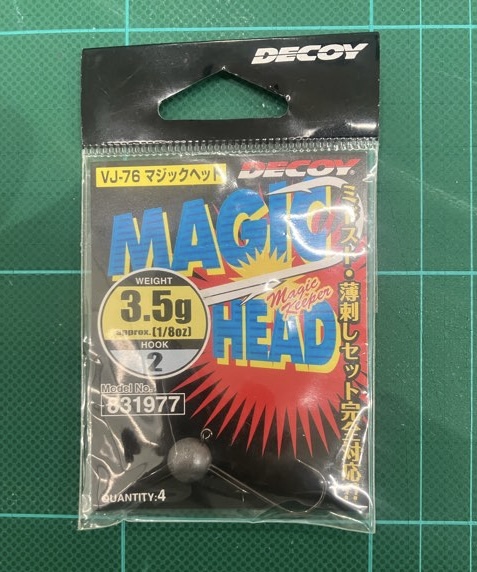 DECOY
VJ-76 マジックヘッド
DECOY
MAGIC
HEAD
Magic
Keeper
ミドスト・薄刺しセット完全対応!!
WEIGHT
3.5g
approx.(1/8oz)
HOOK
2
Model No.
831977
QUANTITY:4